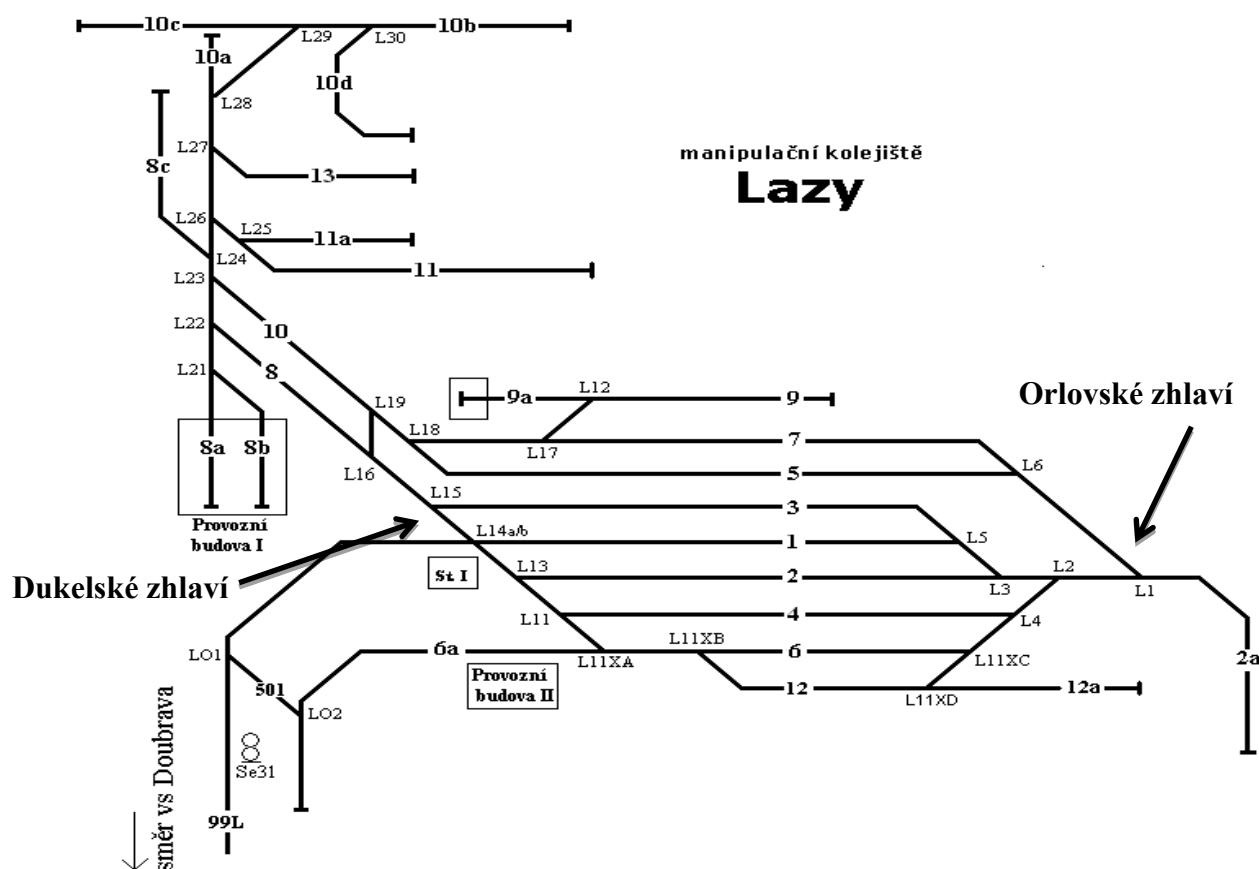 10c
10b
L29
L30
10a
10d
L28
8c
L27
13
manipulační kolejiště
Lazy
L26
L25
11a
L24
11
L23
10
L22
8
L21
L12
9a
9
Orlovské zhlaví
L19
L18
7
8a
8b
L17
L6
L16
5
L15
3
Provozní
budova I
L14a/b
1
L5
Dukelské zhlaví
St. I
L13
2
L2
L3
L1
L11
4
L4
LO1
6a
L11XB
6
L11XA
L11XC
2a
501
Provozní
budova II
12
12a
LO2
L11XD
Se31
směr vs Doubrava
99L